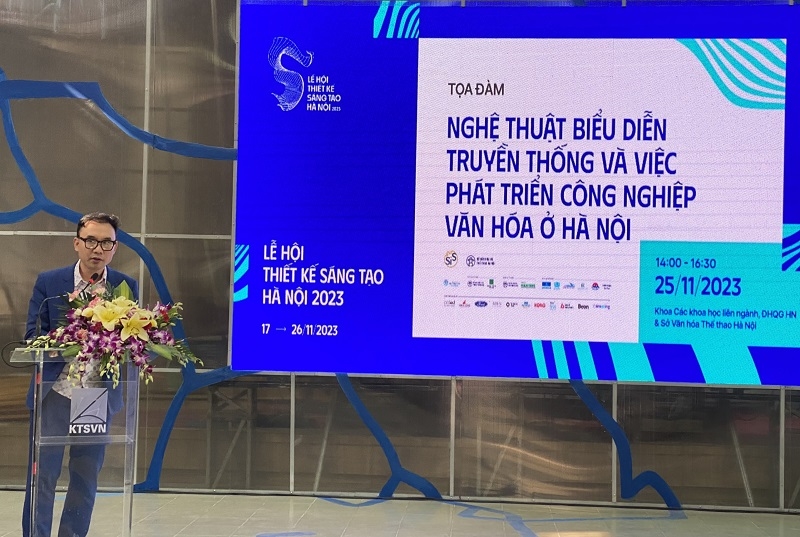 LỄ HỘI
THIẾT KẾ
SÁNG TẠO
HÀ NỘI 2023
TỌA ĐÀM
NGHỆ THUẬT BIỂU DIỄN
TRUYỀN THỐNG VÀ VIỆC
PHÁT TRIỂN CÔNG NGHIỆP
VĂN HÓA Ở HÀ NỘI
LỄ HỘI
THIẾT KẾ SÁNG TẠO
HÀ NỘI 2023
17 → 26/11/2023
14:00 - 16:30
25/11/2023
Khoa Các khoa học liên ngành, ĐHQG HN
& Sở Văn hóa Thể thao Hà Nội
KTSVN